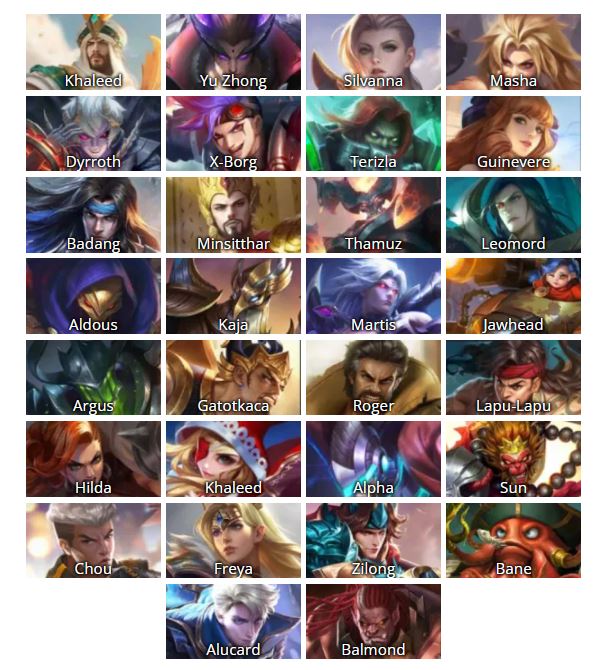 Khaleed
Yu Zhong
Silvanna
Masha
Dyrroth
X-Borg
Terizla
Guinevere
Badang
Minsitthar
Thamuz
Leomord
Aldous
Kaja
Martis
Jawhead
Argus
Gatotkaca
Roger
Lapu-Lapu
Hilda
Khaleed
Alpha
Sun
Chou
Freya
Zilong
Bane
Alucard
Balmond